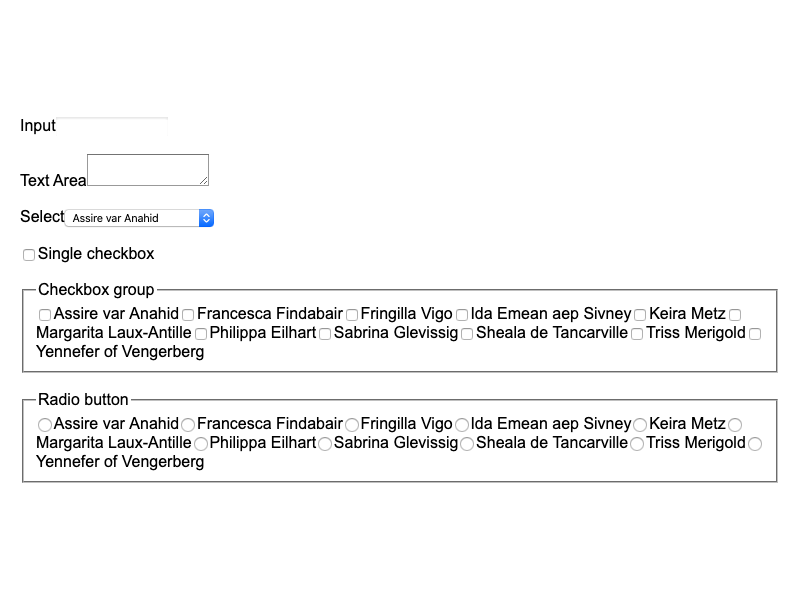 Input
Text Area
Select Assire var Anahid
Single checkbox
Checkbox group
Assire var Anahid Francesca Findabair Fringilla Vigo Ida Emean aep Sivney Keira Metz
Margarita Laux-Antille Philippa Eilhart Sabrina Glevissig Sheala de Tancarville Triss Merigold
Yennefer of Vengerberg
Radio button
Assire var Anahid Francesca Findabair Fringilla Vigo Ida Emean aep Sivney Keira Metz
Margarita Laux-Antille Philippa Eilhart Sabrina Glevissig Sheala de Tancarville Triss Merigold
Yennefer of Vengerberg